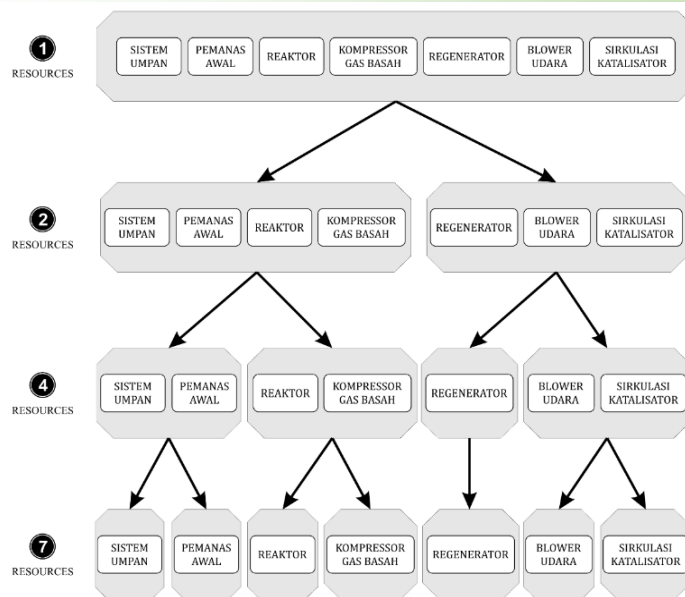 1
RESOURCES
SISTEM
UMPAN
PEMANAS
AWAL
REAKTOR
KOMPRESSOR
GAS BASAH
REGENERATOR
BLOWER
UDARA
SIRKULASI
KATALISATOR
2
RESOURCES
SISTEM
UMPAN
PEMANAS
AWAL
REAKTOR
KOMPRESSOR
GAS BASAH
REGENERATOR
BLOWER
UDARA
SIRKULASI
KATALISATOR
4
RESOURCES
SISTEM
UMPAN
PEMANAS
AWAL
REAKTOR
KOMPRESSOR
GAS BASAH
REGENERATOR
BLOWER
UDARA
SIRKULASI
KATALISATOR
7
RESOURCES
SISTEM
UMPAN
PEMANAS
AWAL
REAKTOR
KOMPRESSOR
GAS BASAH
REGENERATOR
BLOWER
UDARA
SIRKULASI
KATALISATOR